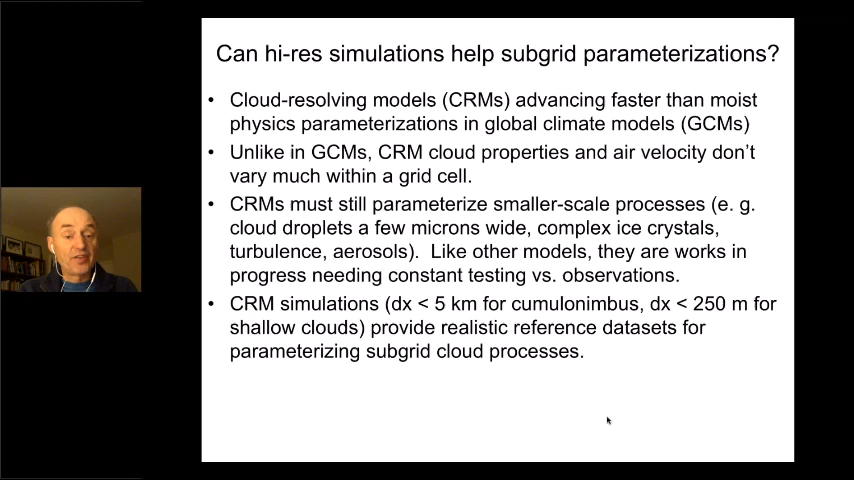 Can hi-res simulations help subgrid parameterizations?
• Cloud-resolving models (CRMs) advancing faster than moist
physics parameterizations in global climate models (GCMs)
• Unlike in GCMs, CRM cloud properties and air velocity don’t
vary much within a grid cell.
• CRMs must still parameterize smaller-scale processes (e. g.
cloud droplets a few microns wide, complex ice crystals,
turbulence, aerosols).  Like other models, they are works in
progress needing constant testing vs. observations.
• CRM simulations (dx < 5 km for cumulonimbus, dx < 250 m for
shallow clouds) provide realistic reference datasets for
parameterizing subgrid cloud processes.